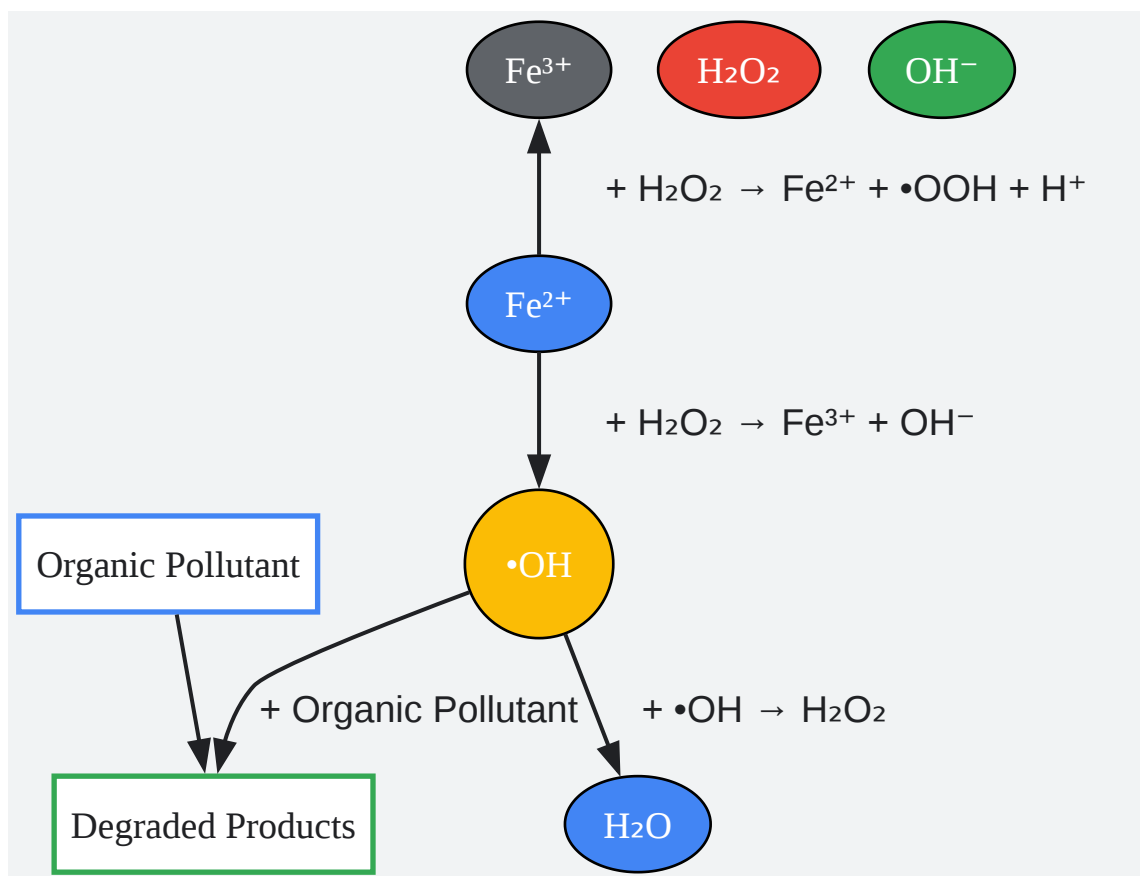 Fe³⁺ H₂O₂ OH⁻
+ H₂O₂ → Fe²⁺ + •OOH + H⁺
Fe²⁺
+ H₂O₂ → Fe³⁺ + OH⁻
Organic Pollutant •OH
+ Organic Pollutant + •OH → H₂O₂
Degraded Products H₂O